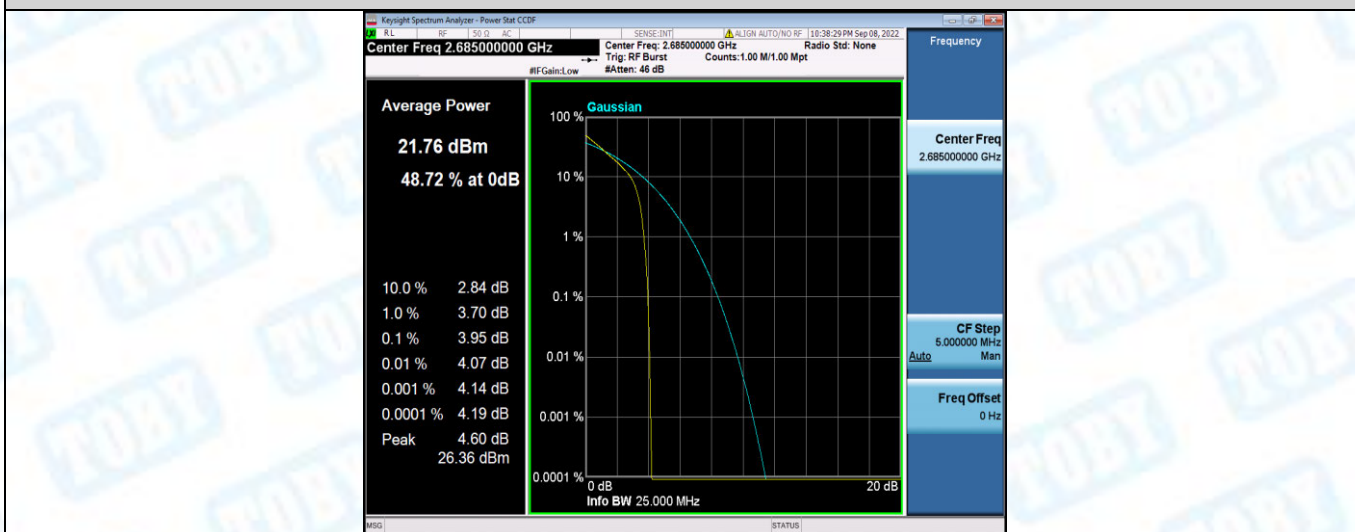 Keysight Spectrum Analyzer - Power Stat CCDF
RL RF 50 Ω AC SENSE:INT ALIGN AUTO/NO RF 10:38:29 PM Sep 08, 2022
Center Freq 2.685000000 GHz
Center Freq: 2.685000000 GHz Radio Std: None
Trig: RF Burst Counts:1.00 M/1.00 Mpt
#IFGain:Low #Atten: 46 dB
Frequency
Average Power
21.76 dBm
48.72 % at 0dB
10.0 % 2.84 dB
1.0 % 3.70 dB
0.1 % 3.95 dB
0.01 % 4.07 dB
0.001 % 4.14 dB
0.0001 % 4.19 dB
Peak 4.60 dB
26.36 dBm
Gaussian
100 %
10 %
1 %
0.1 %
0.01 %
0.001 %
0.0001 %
0 dB 20 dB
Info BW 25.000 MHz
Center Freq
2.685000000 GHz
CF Step
5.000000 MHz
Auto Man
Freq Offset
0 Hz
MSG STATUS
TOBY
TOBY
TOBY
TOBY
TOBY
TOBY
TOBY
TOBY